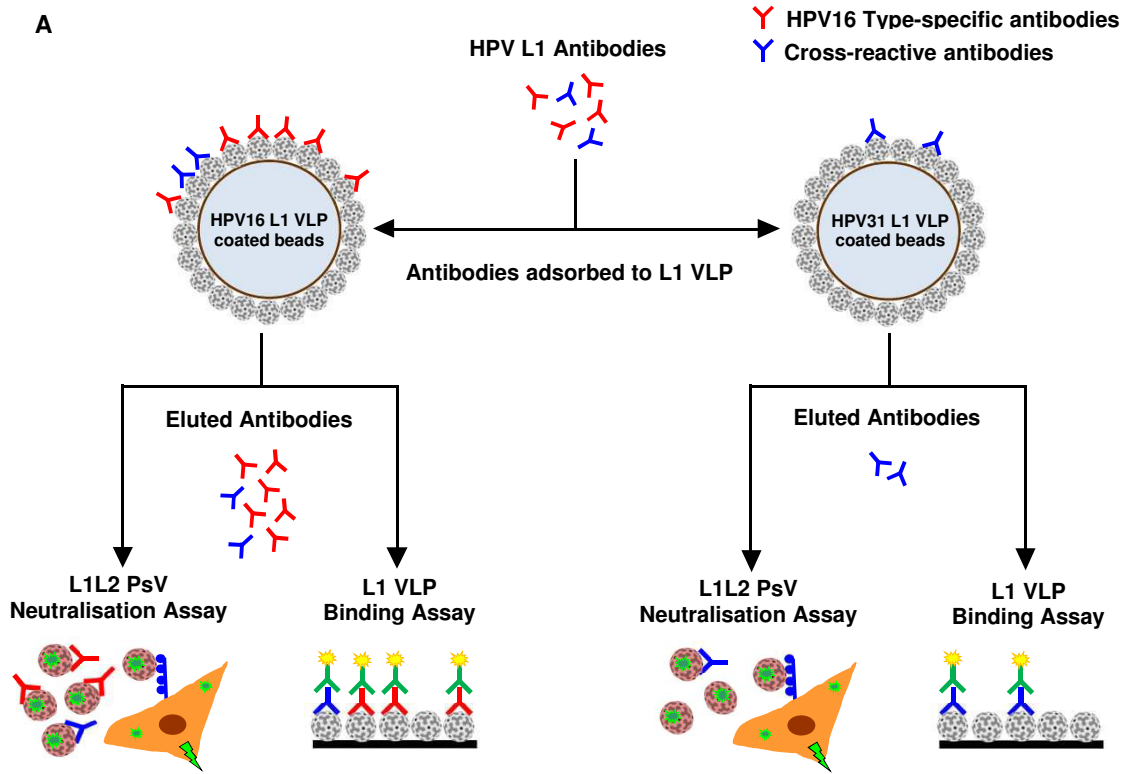 A
HPV16 Type-specific antibodies
Cross-reactive antibodies
HPV L1 Antibodies
HPV16 L1 VLP
coated beads
HPV31 L1 VLP
coated beads
Antibodies adsorbed to L1 VLP
Eluted Antibodies
Eluted Antibodies
L1L2 PsV
Neutralisation Assay
L1 VLP
Binding Assay
L1L2 PsV
Neutralisation Assay
L1 VLP
Binding Assay